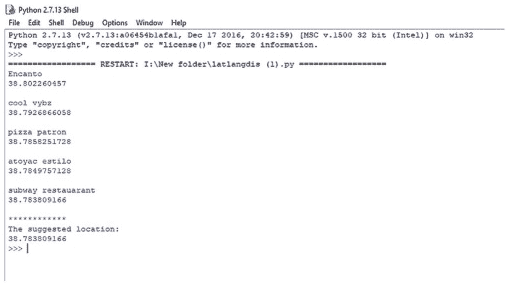 Python 2.7.13 Shell
File Edit Shell Debug Options Window Help
Python 2.7.13 (v2.7.13:a06454b1afa1, Dec 17 2016, 20:42:59) [MSC v.1500 32 bit (Intel)] on win32
Type "copyright", "credits" or "license()" for more information.
>>>
================== RESTART: I:\New folder\latlangdis (1).py ==================
Encanto
38.802260457
cool vybz
38.7926866058
pizza patron
38.7858251728
atoyac estilo
38.7849757128
subway restauarant
38.783809166
************
The suggested location:
38.783809166
>>>